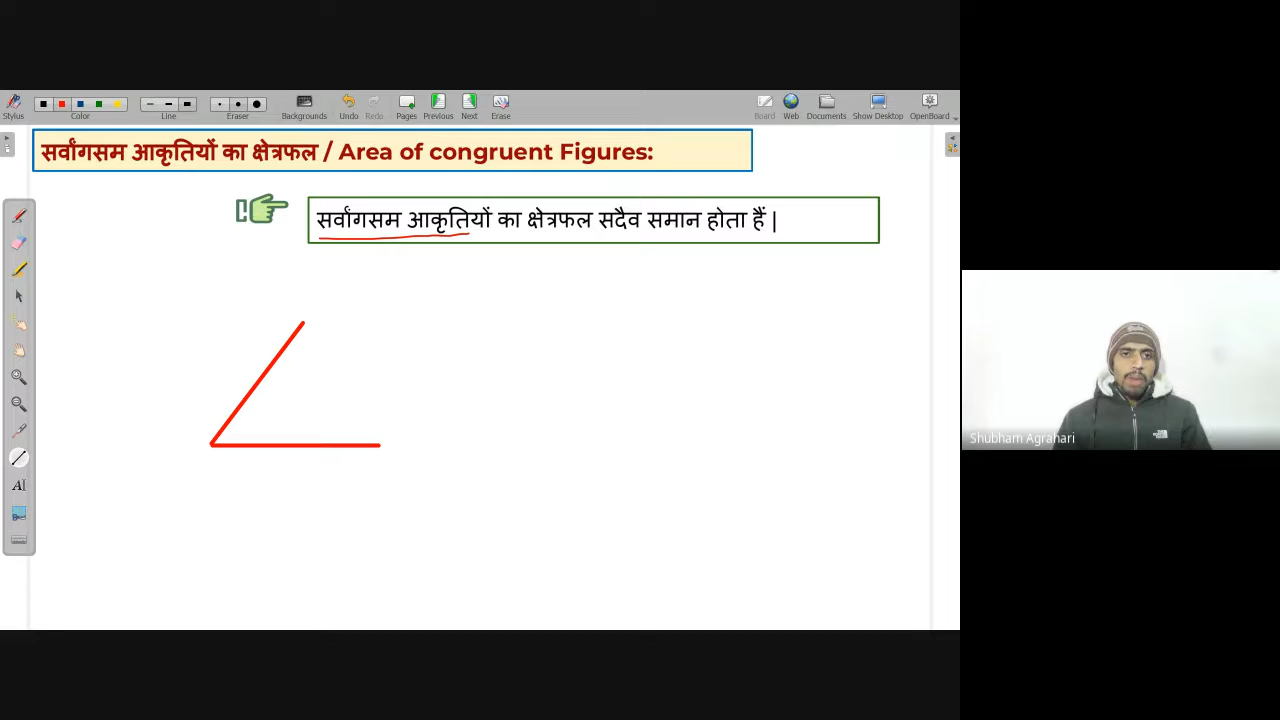 Stylus Color Line Eraser Backgrounds Undo Redo Pages Previous Next Erase Board Web Documents Show Desktop OpenBoard
सर्वांगसम आकृतियों का क्षेत्रफल / Area of congruent Figures:
सर्वांगसम आकृतियों का क्षेत्रफल सदैव समान होता हैं |
Shubham Agrahari